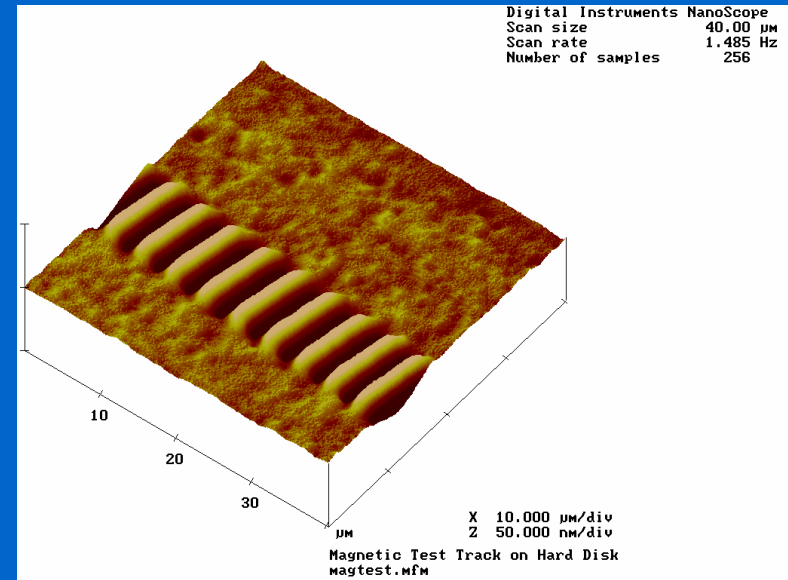 Digital Instruments NanoScope
Scan size 40.00 µm
Scan rate 1.485 Hz
Number of samples 256
10
20
30
µm
X 10.000 µm/div
Z 50.000 nm/div
Magnetic Test Track on Hard Disk
magtest.mfm